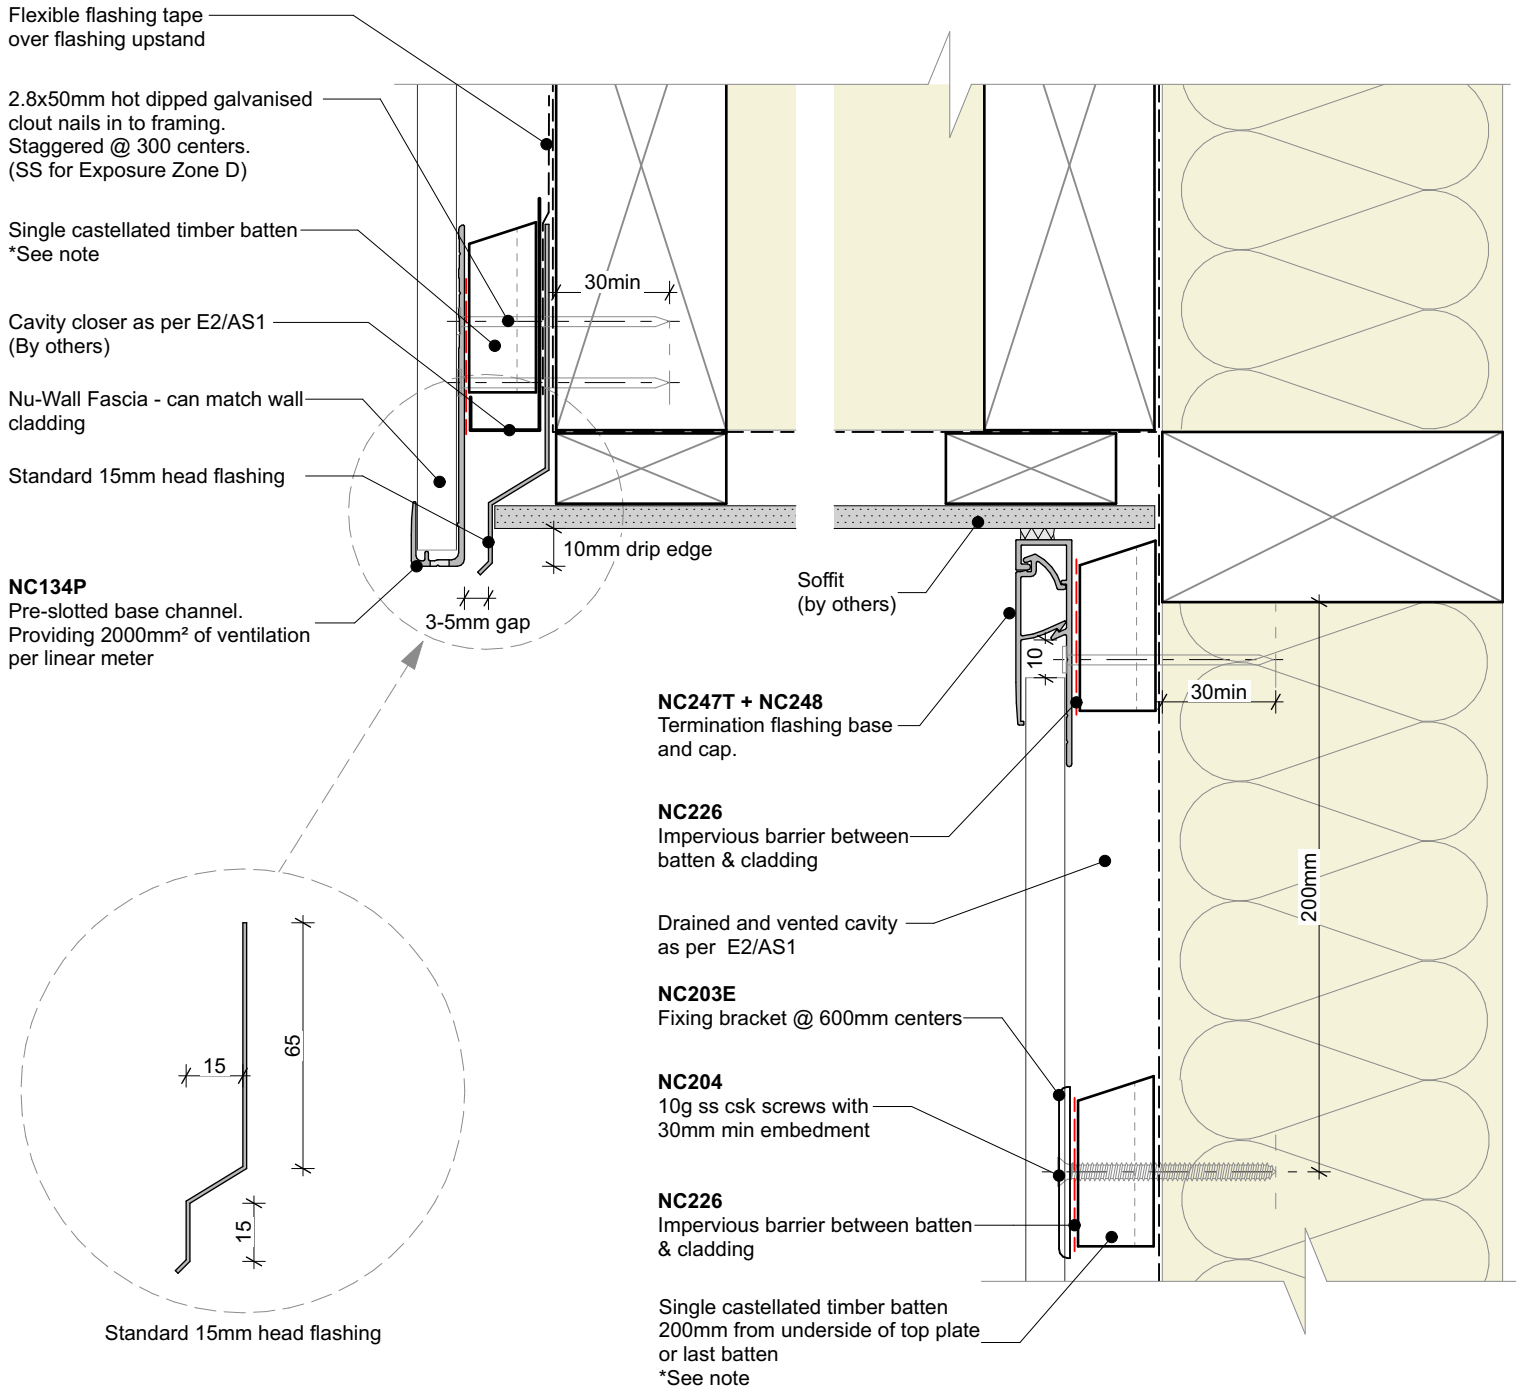 Flexible flashing tape
over flashing upstand
2.8x50mm hot dipped galvanised
clout nails in to framing.
Staggered @ 300 centers.
(SS for Exposure Zone D)
Single castellated timber batten
*See note
Cavity closer as per E2/AS1
(By others)
Nu-Wall Fascia - can match wall
cladding
Standard 15mm head flashing
NC134P
Pre-slotted base channel.
Providing 2000mm² of ventilation
per linear meter
30min
10mm drip edge
3-5mm gap
Soffit
(by others)
10
30min
NC247T + NC248
Termination flashing base
and cap.
NC226
Impervious barrier between
batten & cladding
200mm
Drained and vented cavity
as per E2/AS1
NC203E
Fixing bracket @ 600mm centers
NC204
10g ss csk screws with
30mm min embedment
NC226
Impervious barrier between batten
& cladding
Single castellated timber batten
200mm from underside of top plate
or last batten
*See note
65
15
15
Standard 15mm head flashing